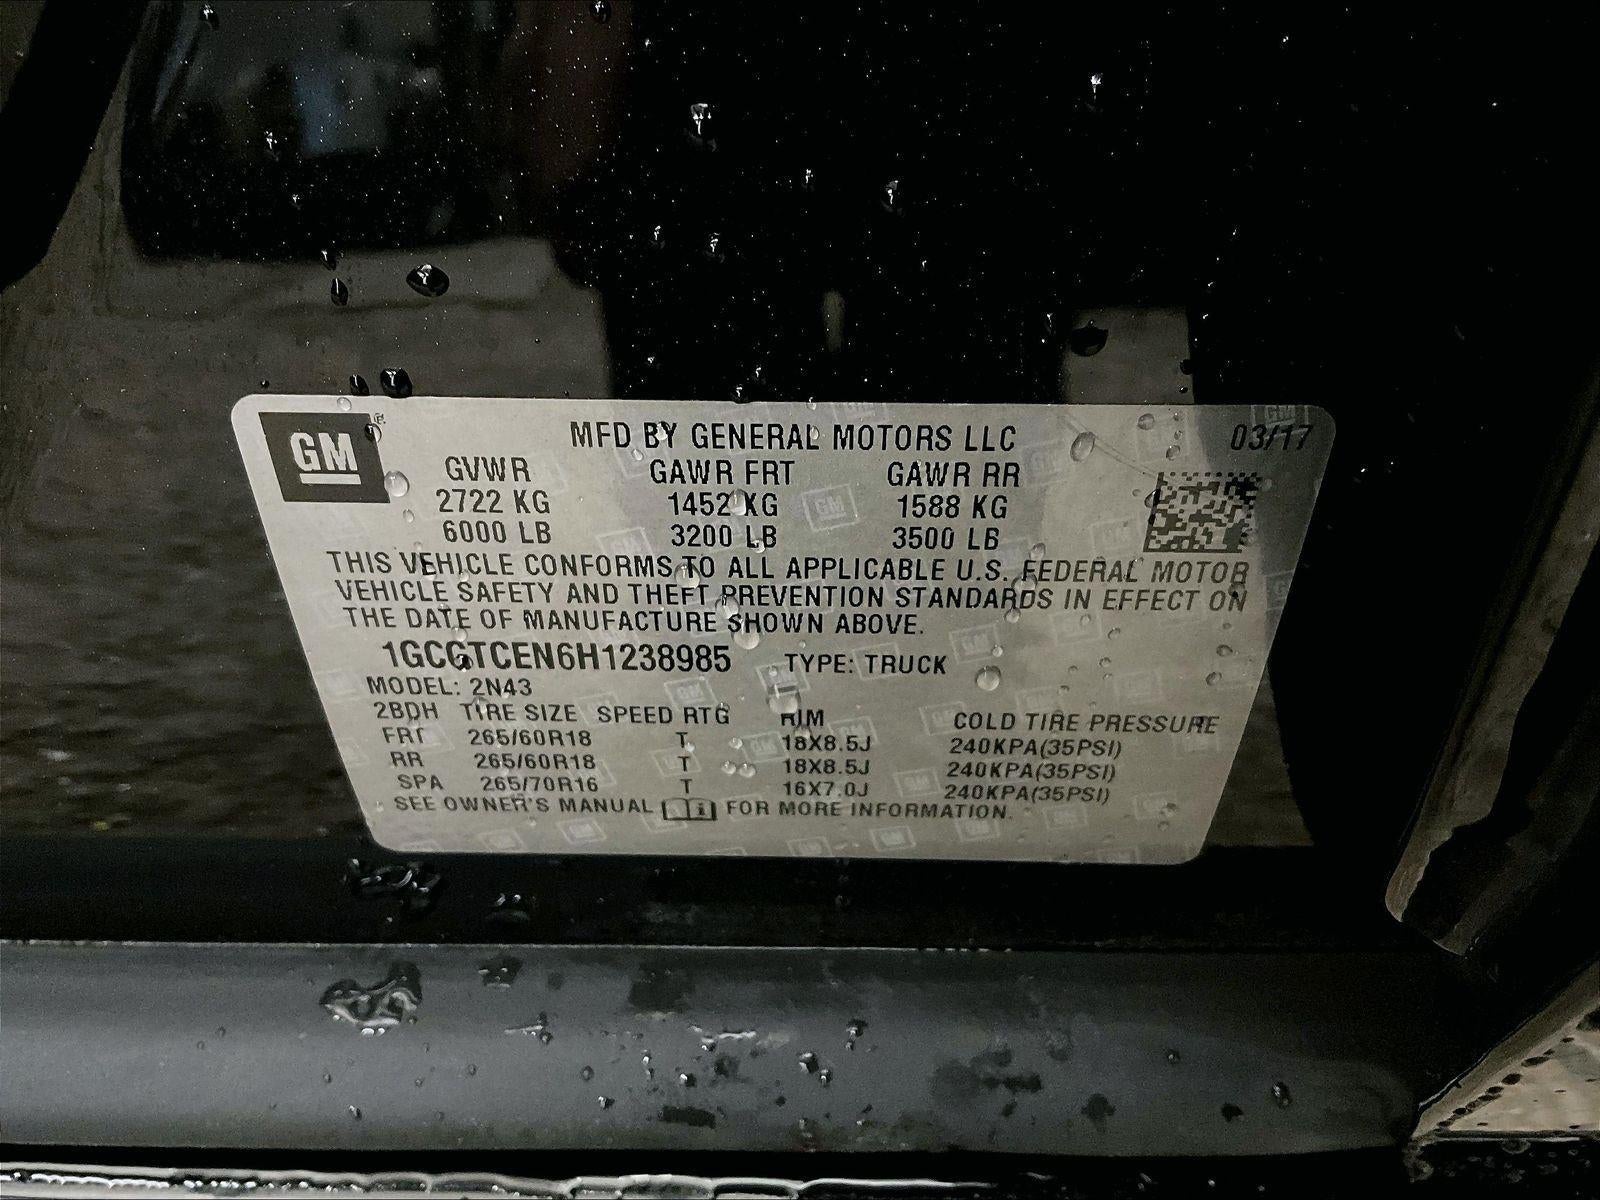 GM
MFD BY GENERAL MOTORS LLC 03/17
GVWR GAWR FRT GAWR RR
2722 KG 1452 KG 1588 KG
6000 LB 3200 LB 3500 LB
THIS VEHICLE CONFORMS TO ALL APPLICABLE U.S. FEDERAL MOTOR
VEHICLE SAFETY AND THEFT PREVENTION STANDARDS IN EFFECT ON
THE DATE OF MANUFACTURE SHOWN ABOVE.
1GCGTCEN6H1238985 TYPE: TRUCK
MODEL: 2N43
2BDH TIRE SIZE SPEED RTG RIM COLD TIRE PRESSURE
FRT 265/60R18 T 18X8.5J 240KPA(35PSI)
RR 265/60R18 T 18X8.5J 240KPA(35PSI)
SPA 265/70R16 T 16X7.0J 240KPA(35PSI)
SEE OWNER'S MANUAL FOR MORE INFORMATION.